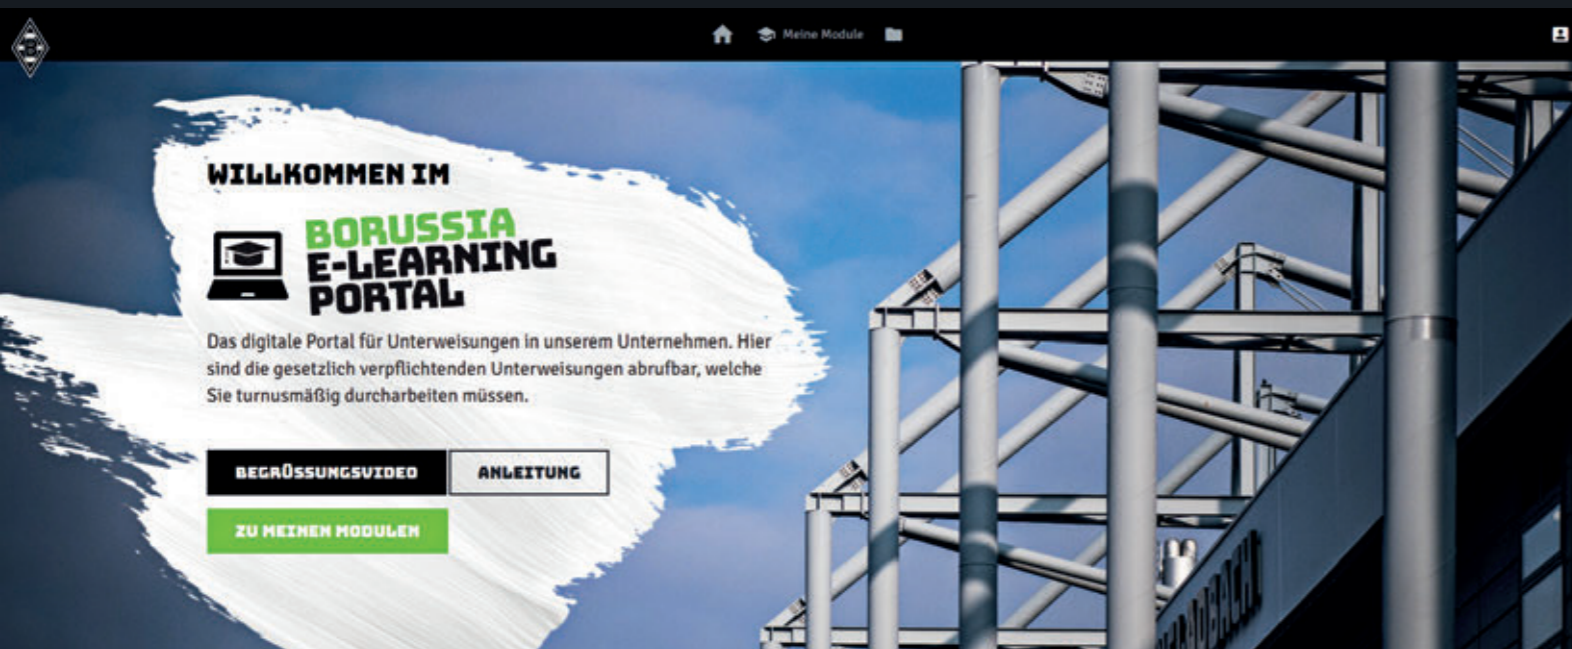 Meine Module
WILLKOMMEN IM
BORUSSIA
E-LEARNING
PORTAL
Das digitale Portal für Unterweisungen in unserem Unternehmen. Hier
sind die gesetzlich verpflichtenden Unterweisungen abrufbar, welche
Sie turnusmäßig durcharbeiten müssen.
BEGRÜSSUNGSVIDEO
ANLEITUNG
ZU MEINEN MODULEN